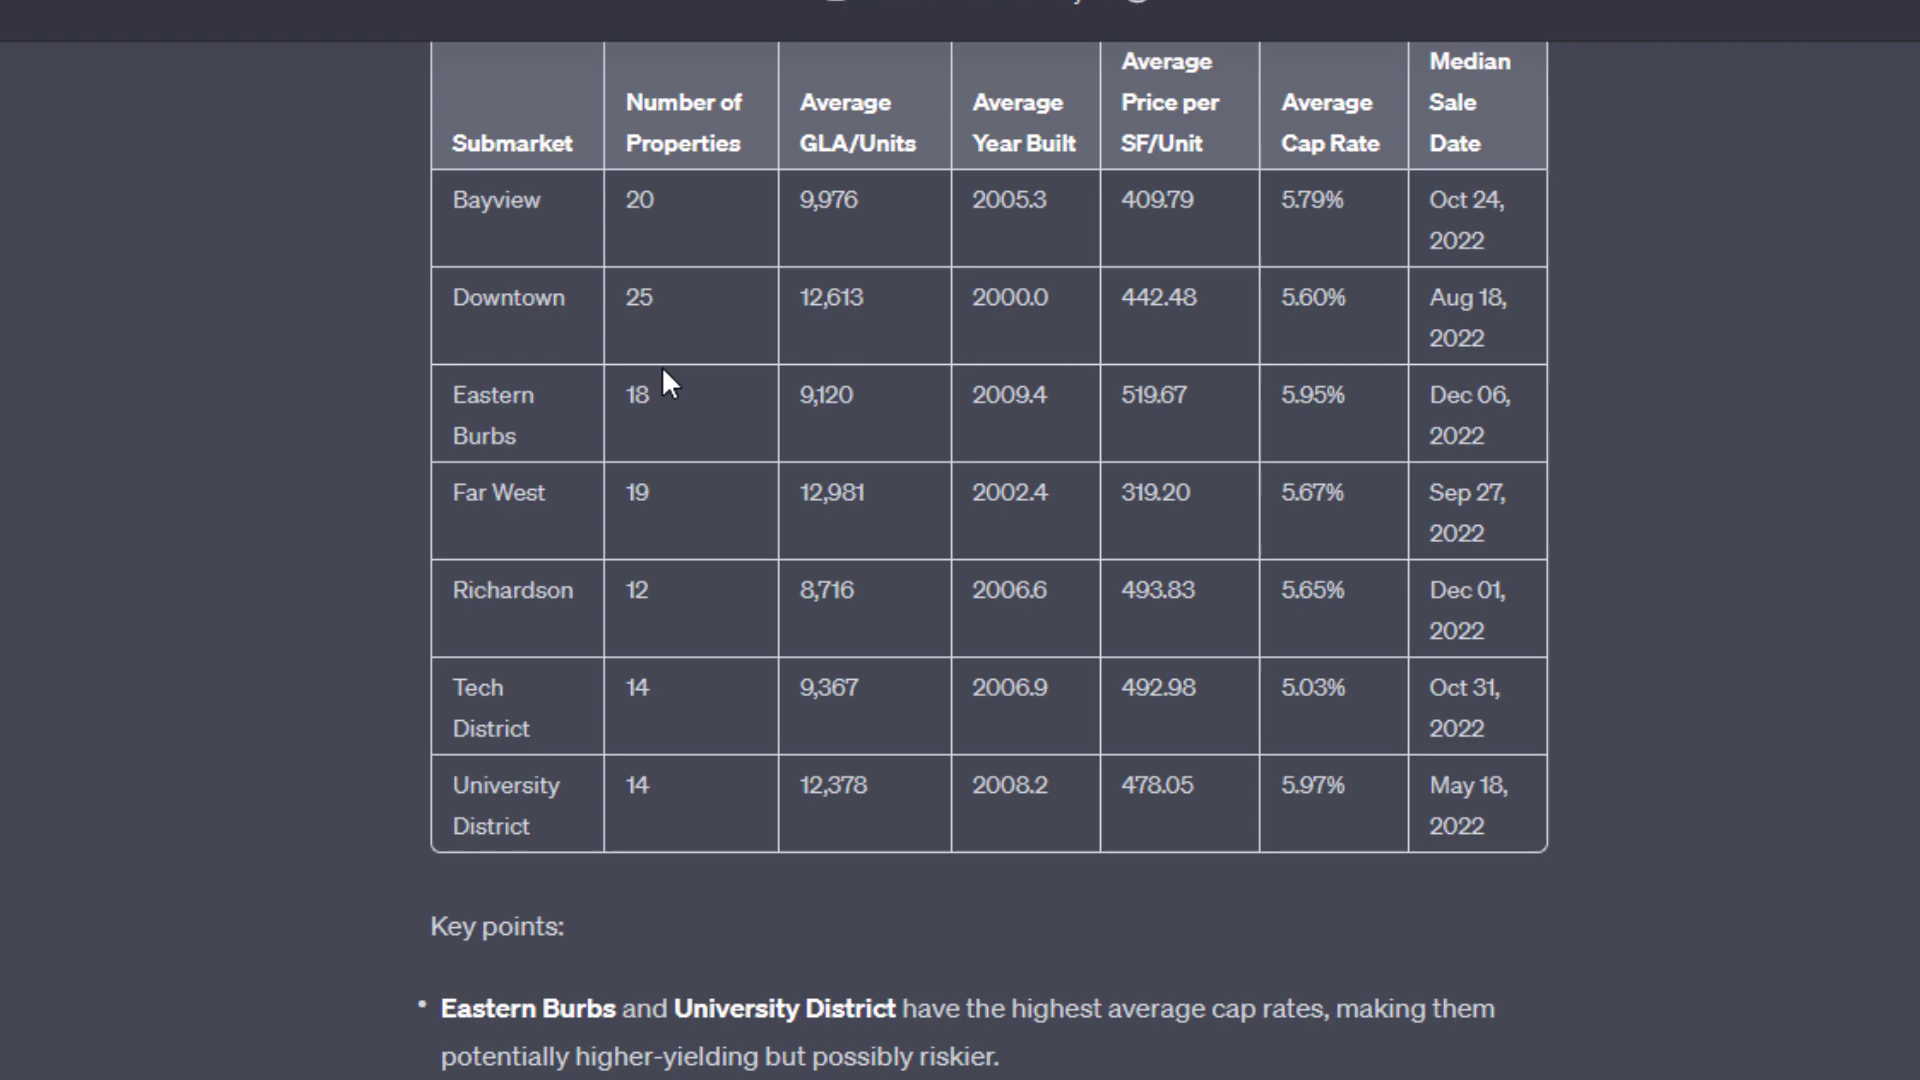 Submarket | Number of Properties | Average GLA/Units | Average Year Built | Average Price per SF/Unit | Average Cap Rate | Median Sale Date
Bayview | 20 | 9,976 | 2005.3 | 409.79 | 5.79% | Oct 24, 2022
Downtown | 25 | 12,613 | 2000.0 | 442.48 | 5.60% | Aug 18, 2022
Eastern Burbs | 18 | 9,120 | 2009.4 | 519.67 | 5.95% | Dec 06, 2022
Far West | 19 | 12,981 | 2002.4 | 319.20 | 5.67% | Sep 27, 2022
Richardson | 12 | 8,716 | 2006.6 | 493.83 | 5.65% | Dec 01, 2022
Tech District | 14 | 9,367 | 2006.9 | 492.98 | 5.03% | Oct 31, 2022
University District | 14 | 12,378 | 2008.2 | 478.05 | 5.97% | May 18, 2022
Key points:
• Eastern Burbs and University District have the highest average cap rates, making them
potentially higher-yielding but possibly riskier.